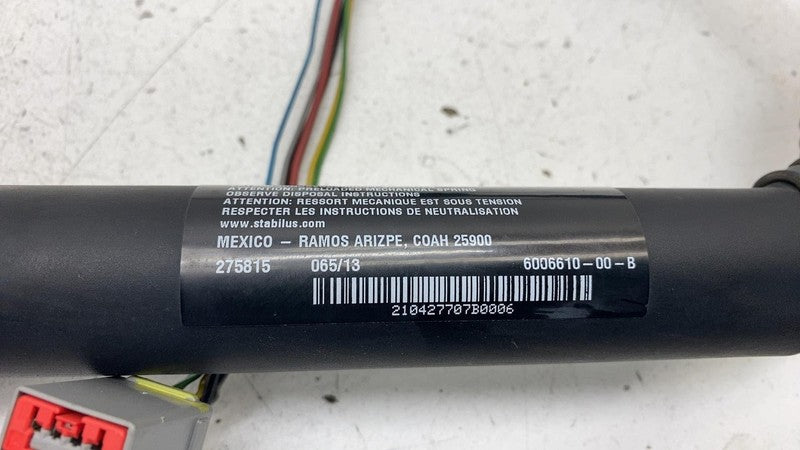 ATTENTION: PRELOADED MECHANICAL SPRING
OBSERVE DISPOSAL INSTRUCTIONS
ATTENTION: RESSORT MECANIQUE EST SOUS TENSION
RESPECTER LES INSTRUCTIONS DE NEUTRALISATION
www.stabilus.com
MEXICO – RAMOS ARIZPE, COAH 25900
275815 065/13 6006610-00-B
210427707B0006